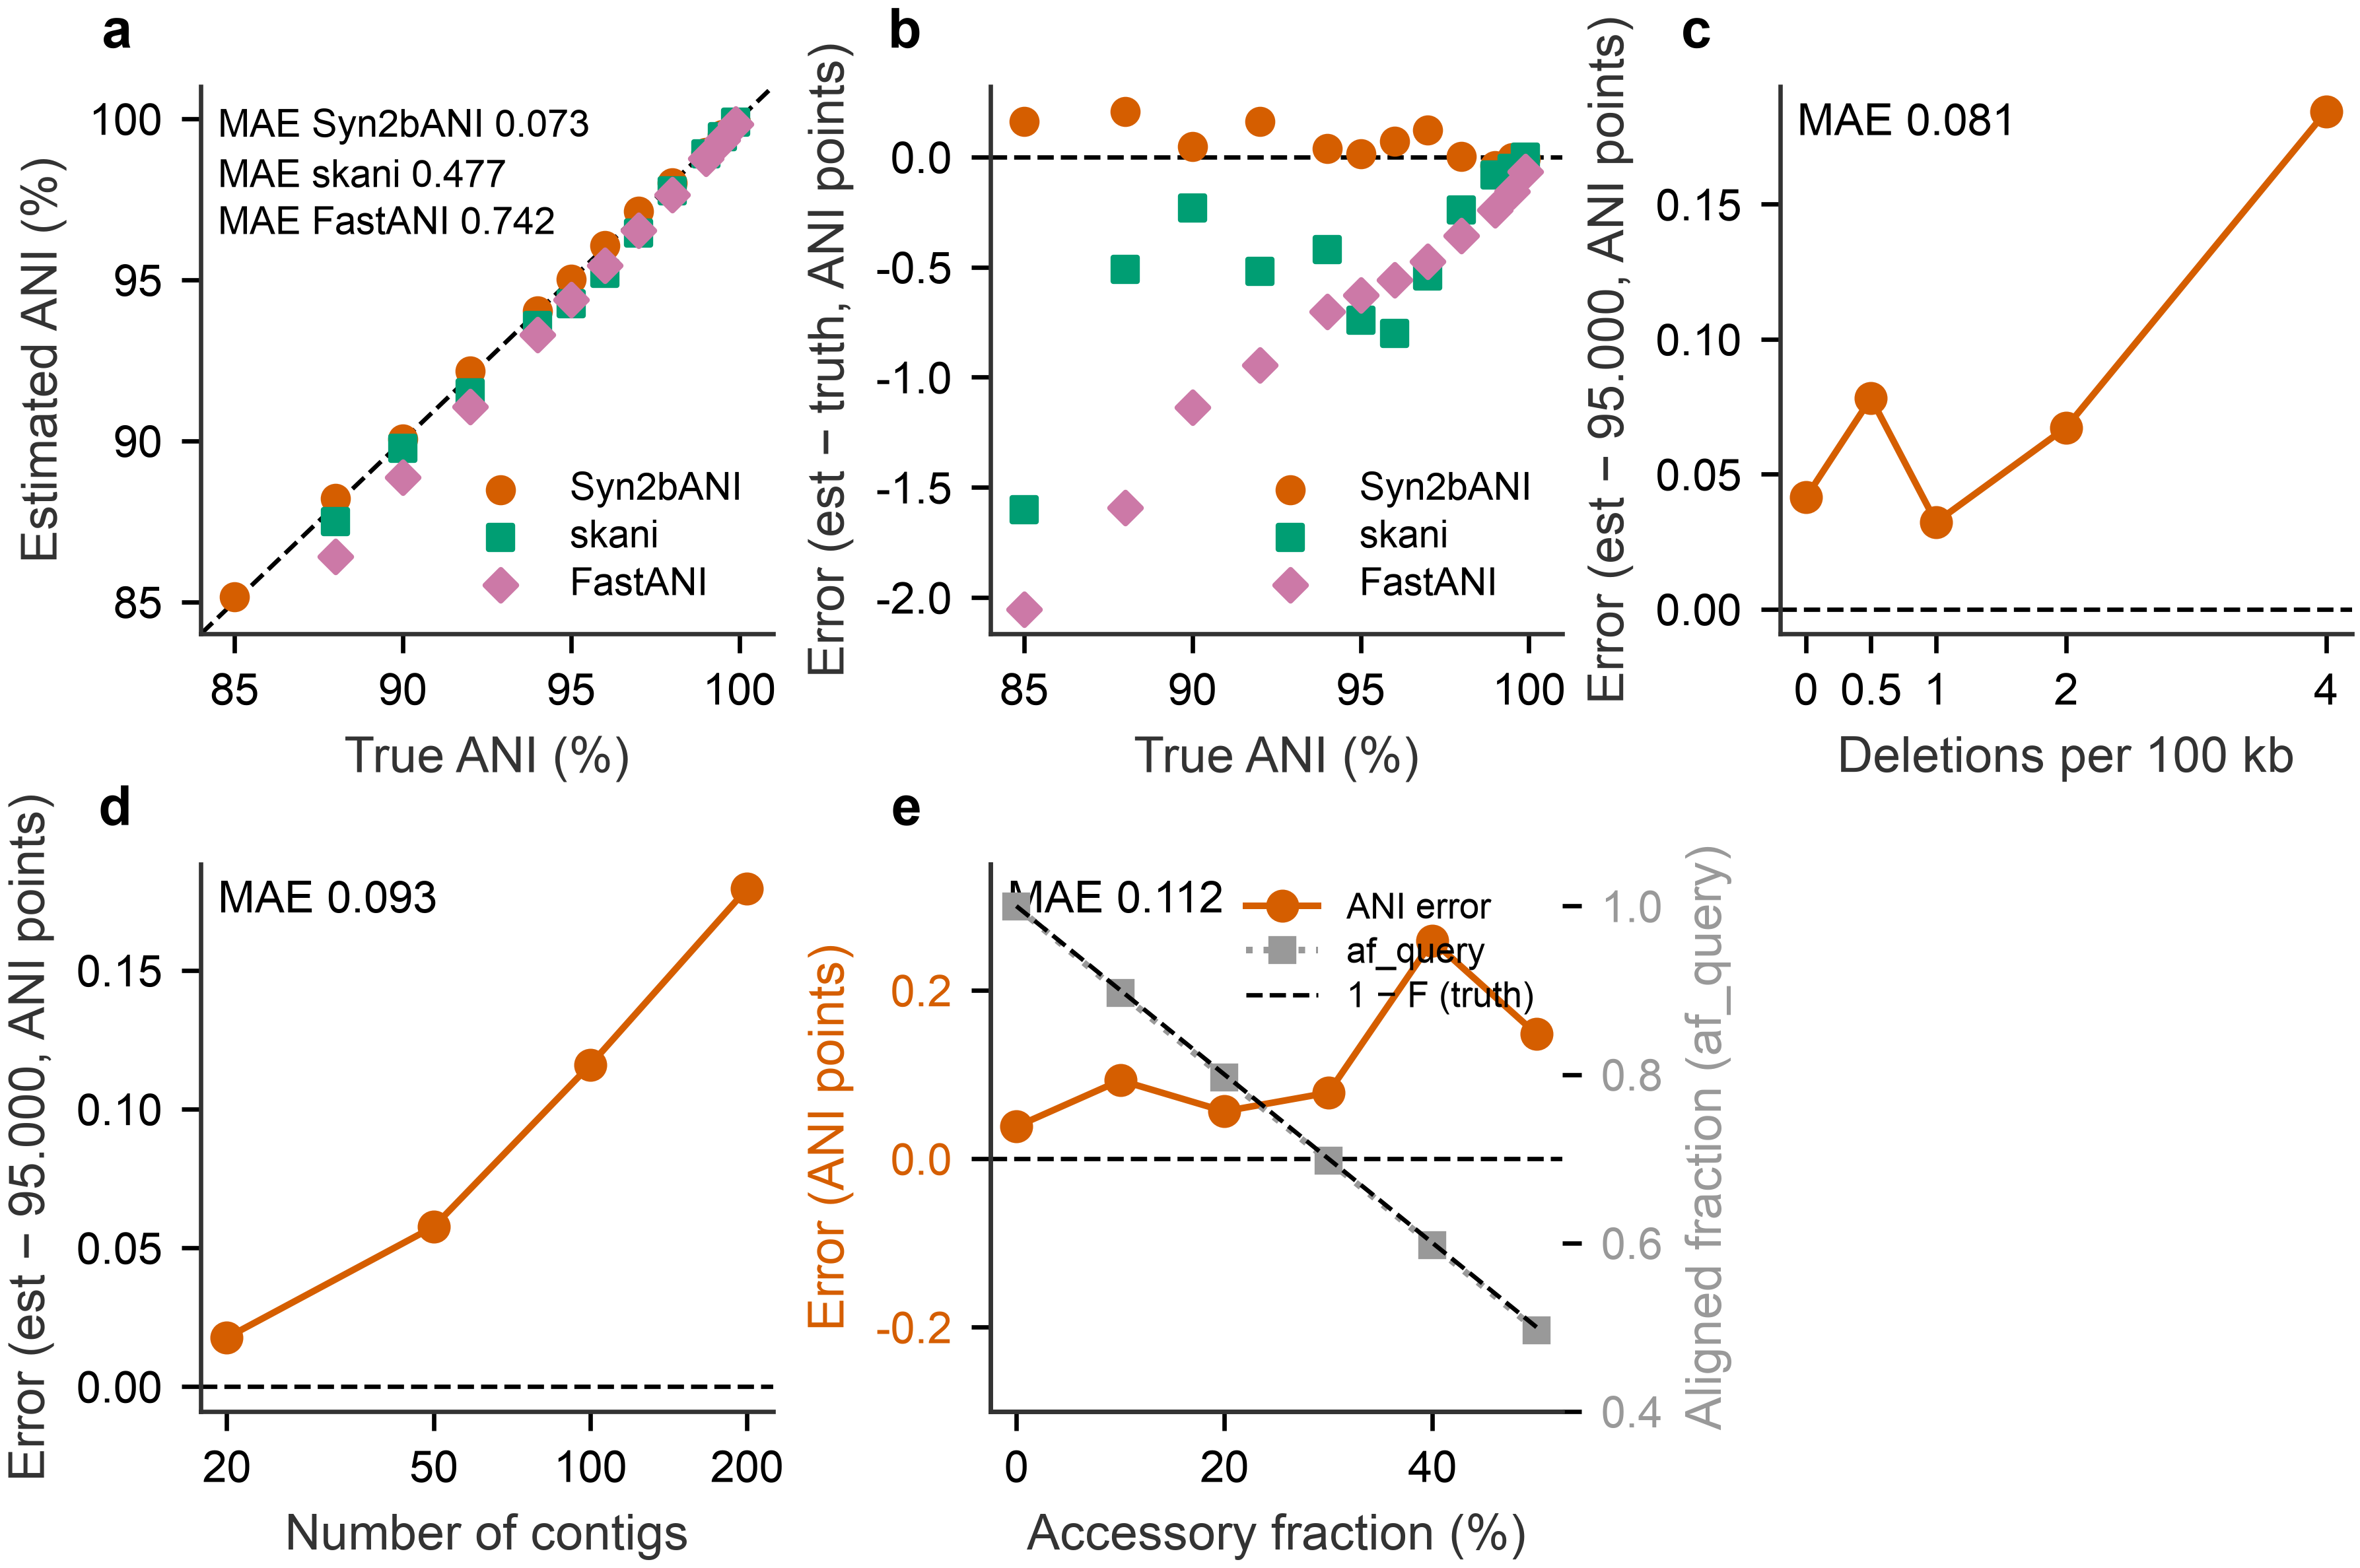 a
Estimated ANI (%)
100
95
90
85
MAE Syn2bANI 0.073
MAE skani 0.477
MAE FastANI 0.742
Syn2bANI
skani
FastANI
85 90 95 100
True ANI (%)
b
Error (est − truth, ANI points)
0.0
-0.5
-1.0
-1.5
-2.0
Syn2bANI
skani
FastANI
85 90 95 100
True ANI (%)
c
Error (est − 95.000, ANI points)
MAE 0.081
0.15
0.10
0.05
0.00
0 0.5 1 2 4
Deletions per 100 kb
d
Error (est − 95.000, ANI points)
MAE 0.093
0.15
0.10
0.05
0.00
20 50 100 200
Number of contigs
e
Error (ANI points)
MAE 0.112
0.2
0.0
-0.2
ANI error
af_query
1 − F (truth)
1.0
0.8
0.6
0.4
Aligned fraction (af_query)
0 20 40
Accessory fraction (%)